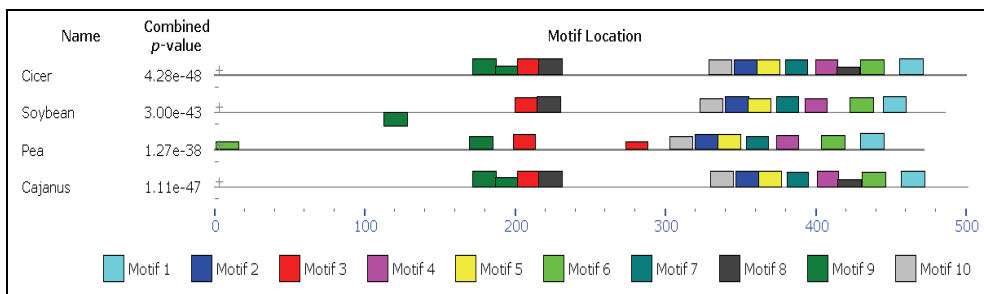 Name Combined p-value Motif Location
Cicer 4.28e-48 +
-
Soybean 3.00e-43 +
-
Pea 1.27e-38 +
-
Cajanus 1.11e-47 +
-
0 100 200 300 400 500
Motif 1 Motif 2 Motif 3 Motif 4 Motif 5 Motif 6 Motif 7 Motif 8 Motif 9 Motif 10